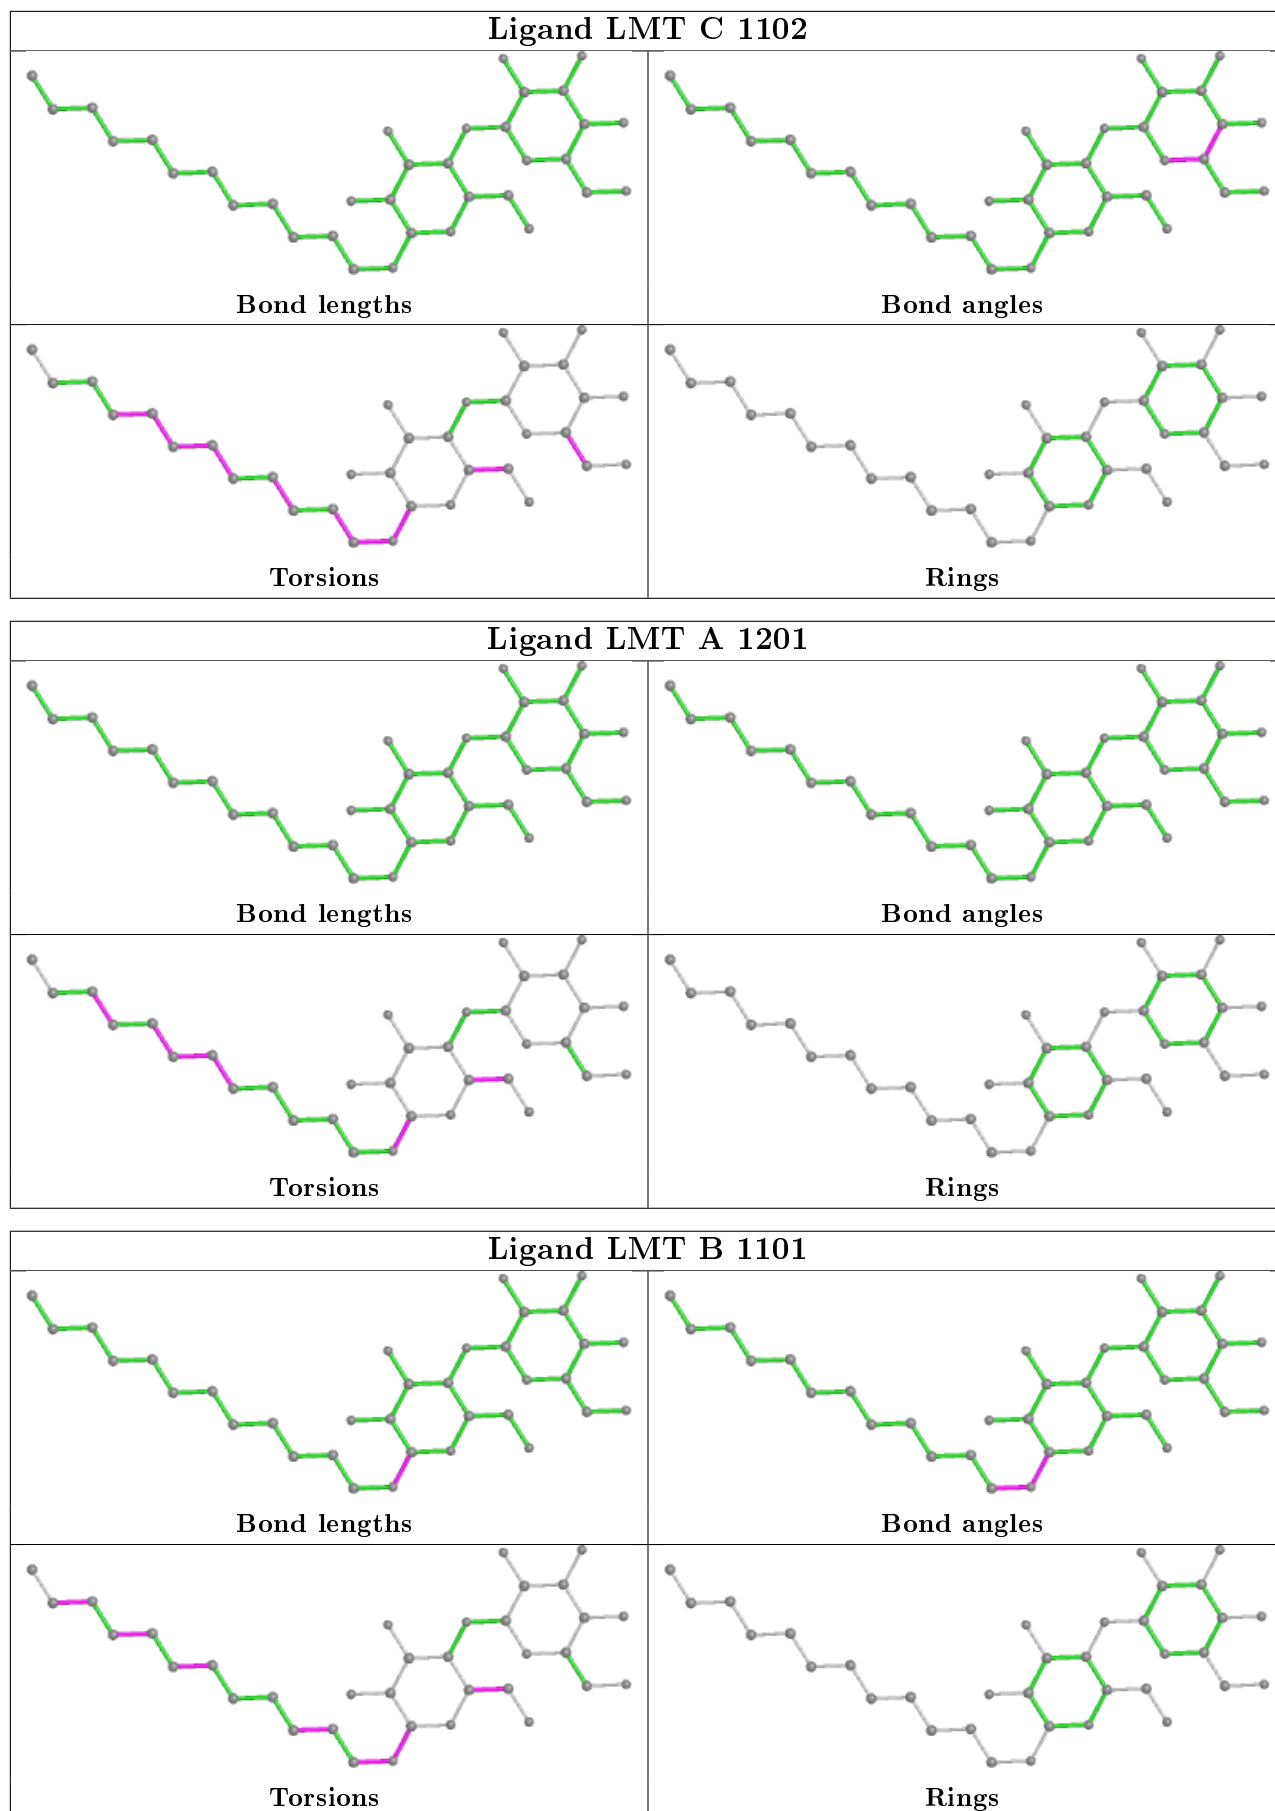 Ligand LMT C 1102
Bond lengths
Bond angles
Torsions
Rings
Ligand LMT A 1201
Bond lengths
Bond angles
Torsions
Rings
Ligand LMT B 1101
Bond lengths
Bond angles
Torsions
Rings